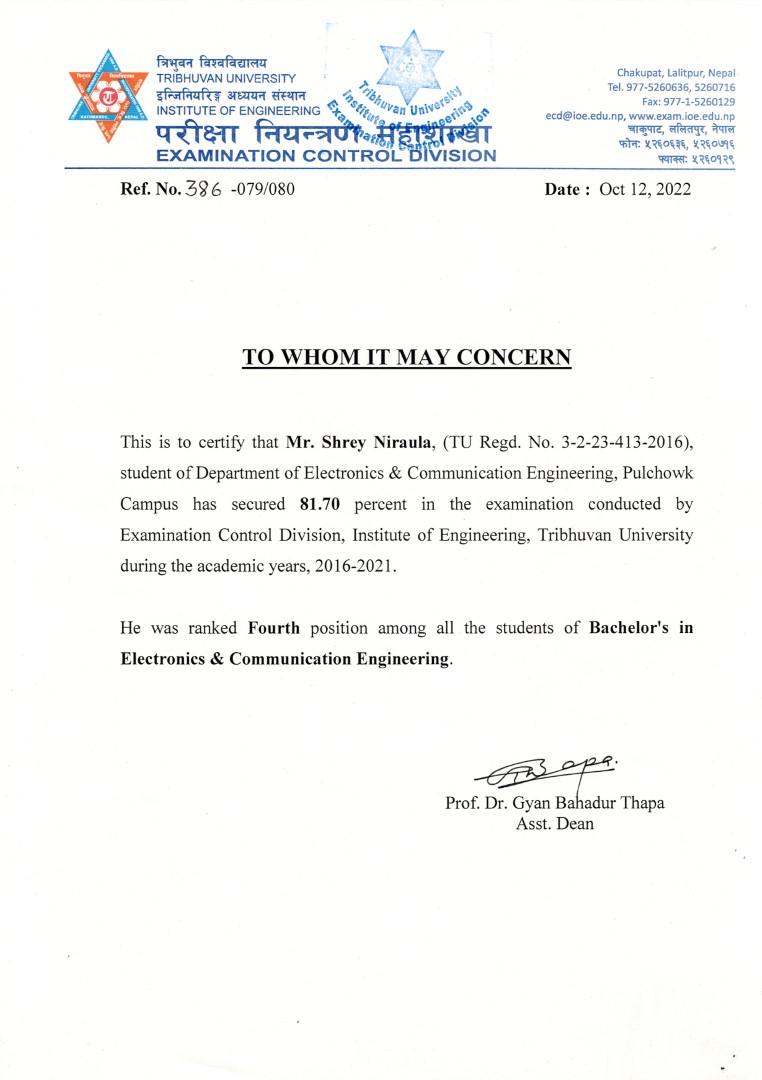 त्रिभुवन विश्वविद्यालय
TRIBHUVAN UNIVERSITY
इन्जिनियरिङ्ग अध्ययन संस्थान
INSTITUTE OF ENGINEERING
परीक्षा नियन्त्रण महाशाखा
EXAMINATION CONTROL DIVISION
Tribhuvan University
Institute of Engineering
Examination Control Division
Chakupat, Lalitpur, Nepal
Tel. 977-5260636, 5260716
Fax: 977-1-5260129
ecd@ioe.edu.np, www.exam.ioe.edu.np
चाकुपाट, ललितपुर, नेपाल
फोन: ५२६०६३६, ५२६०७१६
फ्याक्स: ५२६०१२९
Ref. No. 386 -079/080
Date : Oct 12, 2022
TO WHOM IT MAY CONCERN
This is to certify that Mr. Shrey Niraula, (TU Regd. No. 3-2-23-413-2016),
student of Department of Electronics & Communication Engineering, Pulchowk
Campus has secured 81.70 percent in the examination conducted by
Examination Control Division, Institute of Engineering, Tribhuvan University
during the academic years, 2016-2021.
He was ranked Fourth position among all the students of Bachelor's in
Electronics & Communication Engineering.
Prof. Dr. Gyan Bahadur Thapa
Asst. Dean